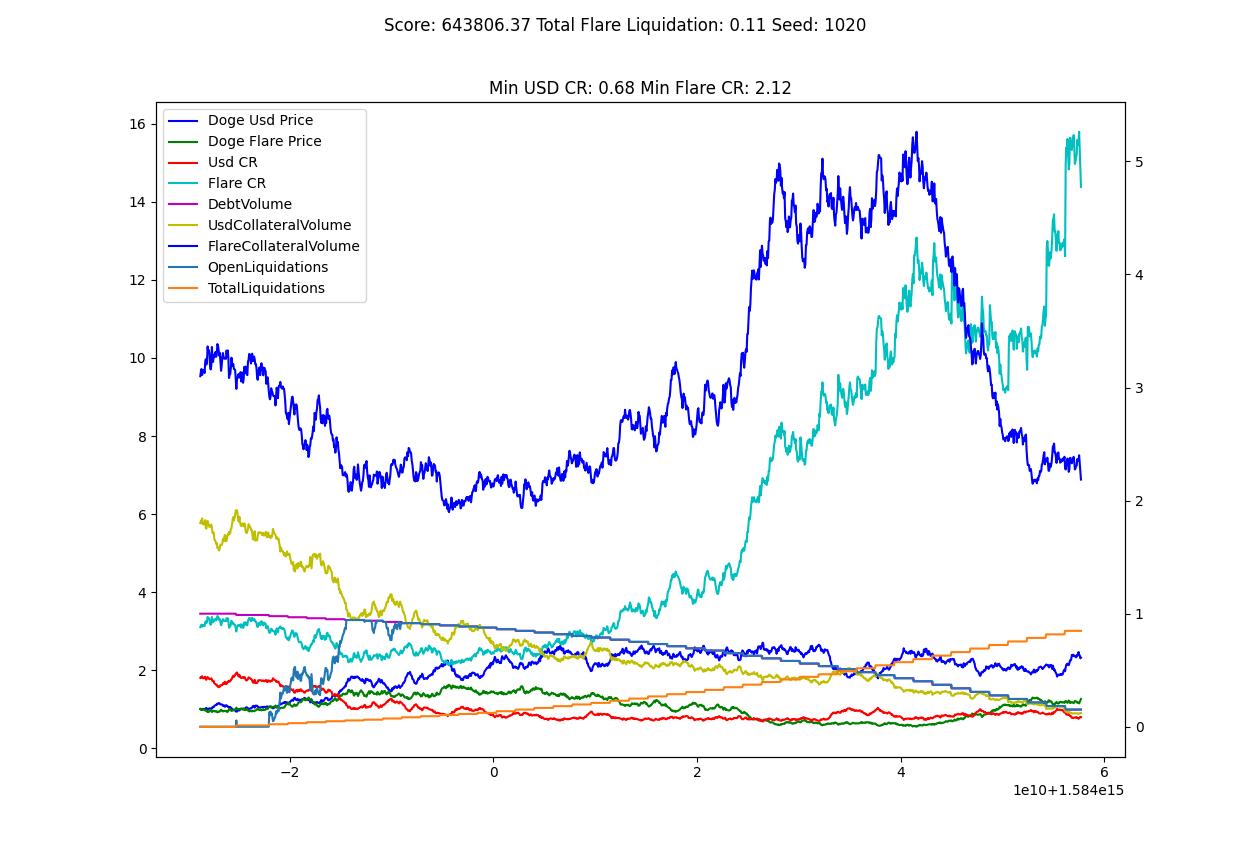 Score: 643806.37 Total Flare Liquidation: 0.11 Seed: 1020
Min USD CR: 0.68 Min Flare CR: 2.12
Doge Usd Price
Doge Flare Price
Usd CR
Flare CR
DebtVolume
UsdCollateralVolume
FlareCollateralVolume
OpenLiquidations
TotalLiquidations
16
14
12
10
8
6
4
2
0
5
4
3
2
1
0
−2
0
2
4
6
1e10+1.584e15